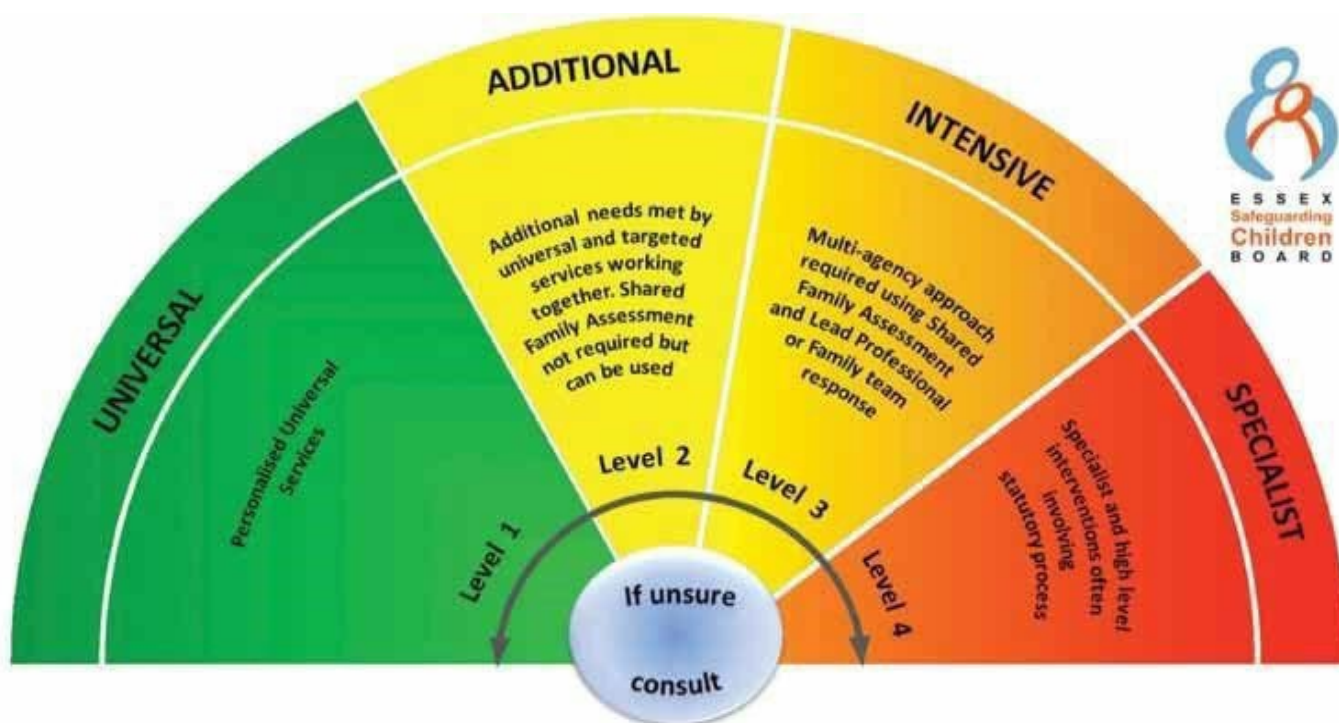 UNIVERSAL
Personalised Universal
Services
Level 1
ADDITIONAL
Additional needs met by
universal and targeted
services working
together. Shared
Family Assessment
not required but
can be used
Level 2
INTENSIVE
Multi-agency approach
required using Shared
Family Assessment
and Lead Professional
or Family team
response
Level 3
SPECIALIST
Specialist and high level
interventions often
involving
statutory process
Level 4
If unsure
consult
ESSEX
Safeguarding
Children
BOARD